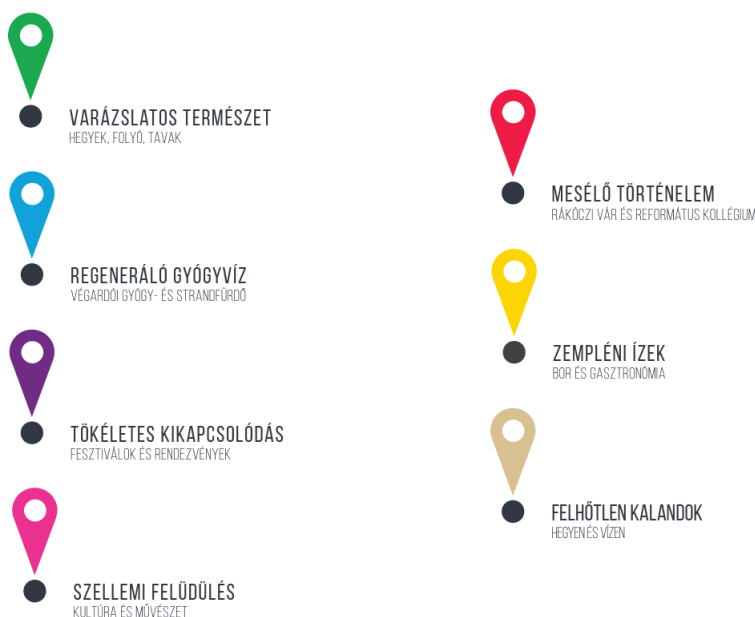 VARÁZSLATOS TERMÉSZET
HEGYEK, FOLYÓ, TAVAK
REGENERÁLÓ GYÓGYVÍZ
VÉGARDÓI GYÓGY- ÉS STRANDFÜRDŐ
TÖKÉLETES KIKAPCSOLÓDÁS
FESZTIVÁLOK ÉS RENDEZVÉNYEK
SZELLEMI FELÜDÜLÉS
KULTÚRA ÉS MŰVÉSZET
MESÉLŐ TÖRTÉNELEM
RÁKÓCZI VÁR ÉS REFORMÁTUS KOLLÉGIUM
ZEMPLÉNI ÍZEK
BOR ÉS GASZTRONÓMIA
FELHŐTLEN KALANDOK
HEGYEN ÉS VÍZEN